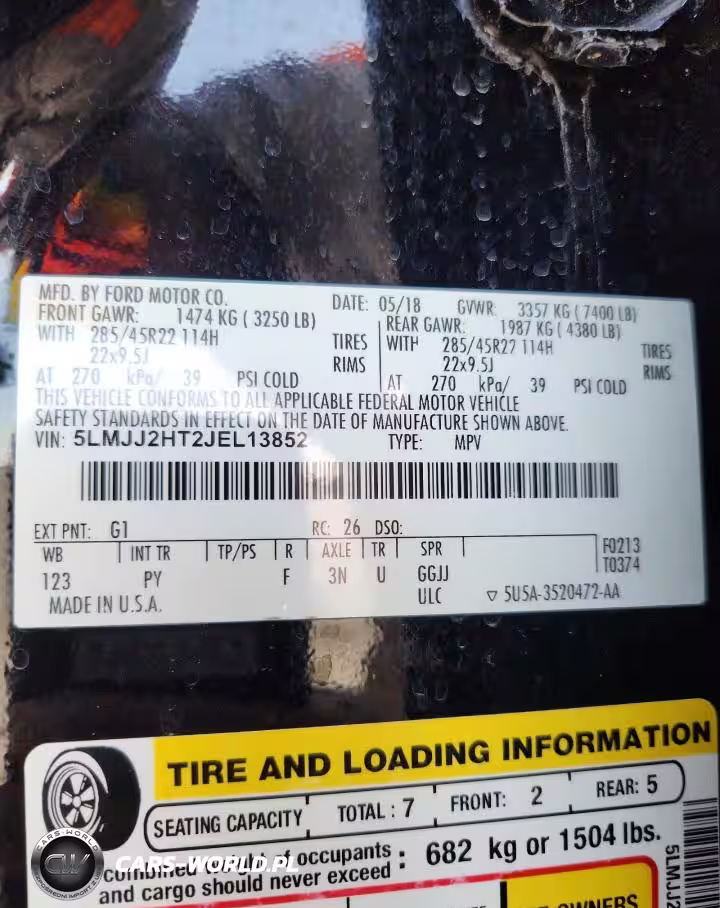 MFD. BY FORD MOTOR CO. DATE: 05/18 GVWR: 3357 KG ( 7400 LB)
FRONT GAWR: 1474 KG ( 3250 LB) REAR GAWR: 1987 KG ( 4380 LB)
WITH 285/45R22 114H TIRES WITH 285/45R22 114H TIRES
22x9.5J RIMS 22x9.5J RIMS
AT 270 kPa/ 39 PSI COLD AT 270 kPa/ 39 PSI COLD
THIS VEHICLE CONFORMS TO ALL APPLICABLE FEDERAL MOTOR VEHICLE
SAFETY STANDARDS IN EFFECT ON THE DATE OF MANUFACTURE SHOWN ABOVE.
VIN: 5LMJJ2HT2JEL13852 TYPE: MPV
EXT PNT: G1 RC: 26 DSO:
WB INT TR TP/PS R AXLE TR SPR F0213
123 PY F 3N U GGJJ T0374
MADE IN U.S.A. ULC ▽ 5U5A-3520472-AA
TIRE AND LOADING INFORMATION
SEATING CAPACITY TOTAL : 7 FRONT: 2 REAR: 5
of occupants
and cargo should never exceed : 682 kg or 1504 lbs.
5LMJJ2
CARS-WORLD
CW
CARS-WORLD.PL
OWNERS